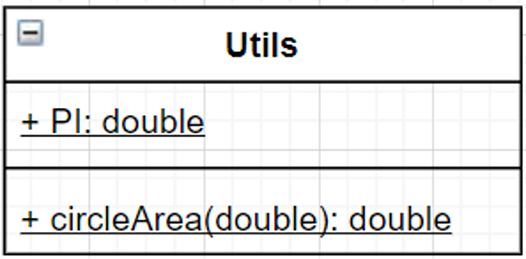 Utils
+ PI: double
+ circleArea(double): double